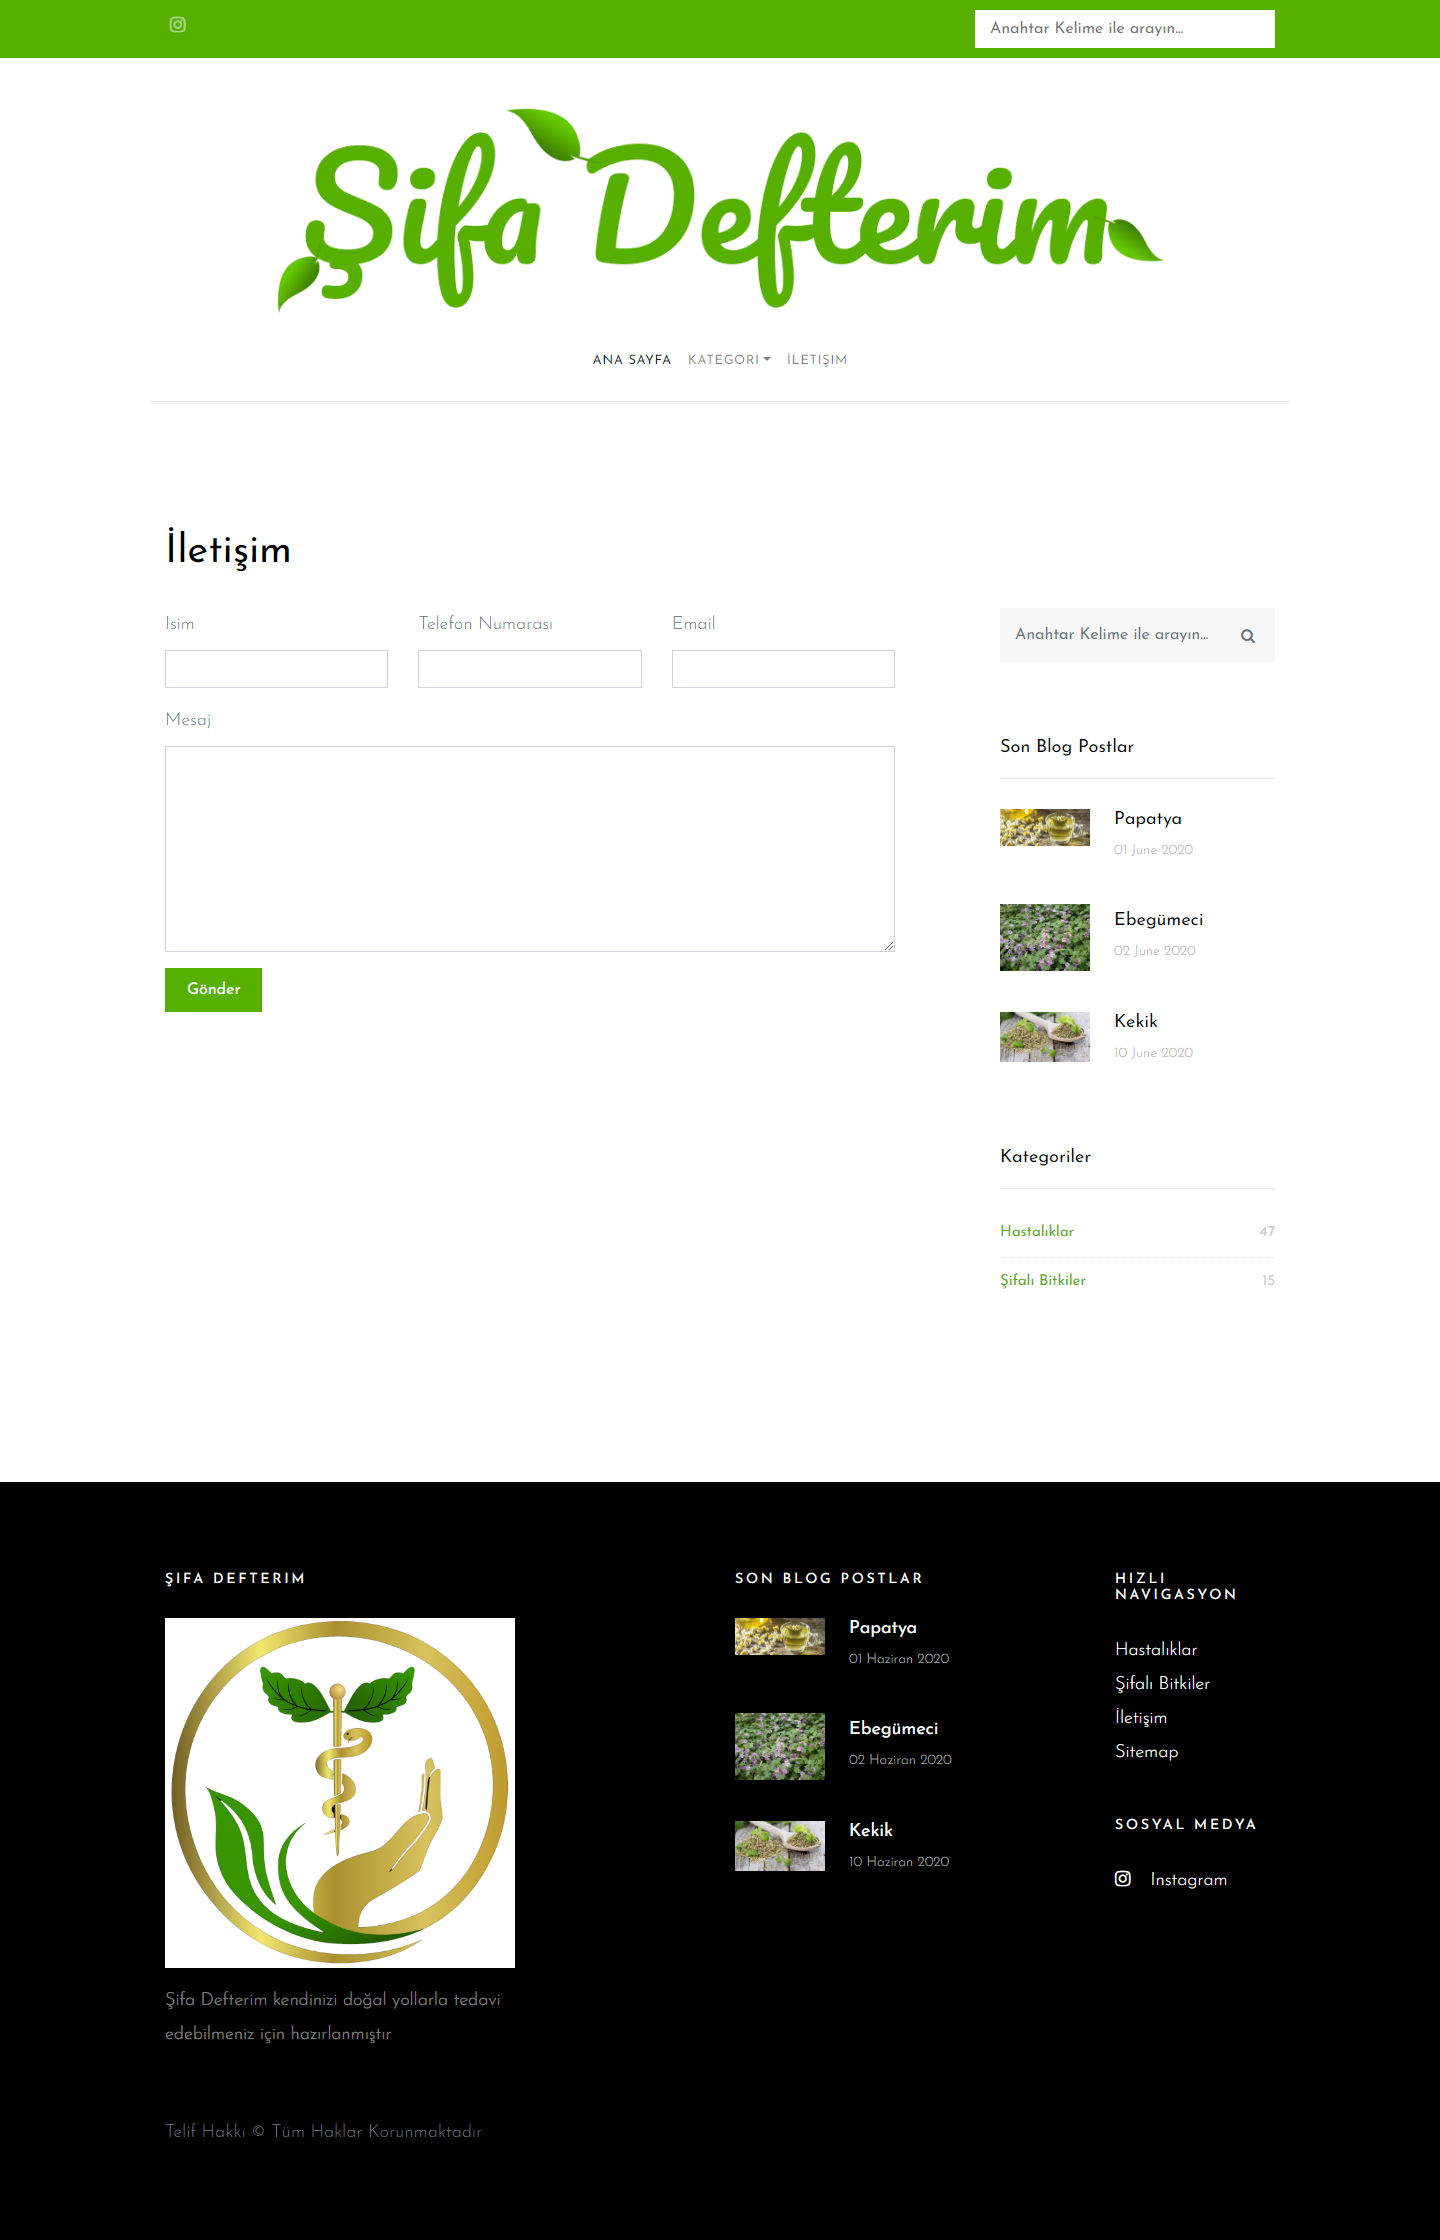 Anahtar Kelime ile arayın...
Şifa Defterim
ANA SAYFA KATEGORI İLETIŞIM
İletişim
Isim Telefon Numarası Email
Anahtar Kelime ile arayın...
Mesaj
Gönder
Son Blog Postlar
Papatya
01 June 2020
Ebegümeci
02 June 2020
Kekik
10 June 2020
Kategoriler
Hastalıklar 47
Şifalı Bitkiler 15
ŞIFA DEFTERIM
Şifa Defterim kendinizi doğal yollarla tedavi
edebilmeniz için hazırlanmıştır
SON BLOG POSTLAR
Papatya
01 Haziran 2020
Ebegümeci
02 Haziran 2020
Kekik
10 Haziran 2020
HIZLI
NAVIGASYON
Hastalıklar
Şifalı Bitkiler
İletişim
Sitemap
SOSYAL MEDYA
Instagram
Telif Hakkı © Tüm Haklar Korunmaktadır